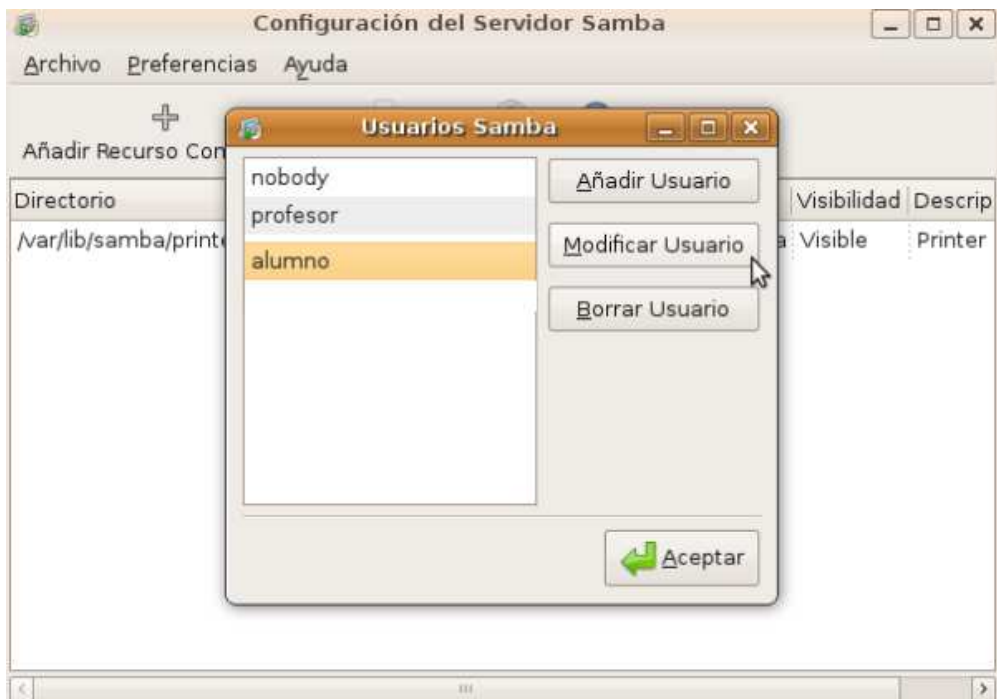 Configuración del Servidor Samba
Archivo Preferencias Ayuda
Añadir Recurso Con
Directorio Visibilidad Descrip
/var/lib/samba/printe a Visible Printer
Usuarios Samba
nobody
profesor
alumno
Añadir Usuario
Modificar Usuario
Borrar Usuario
Aceptar